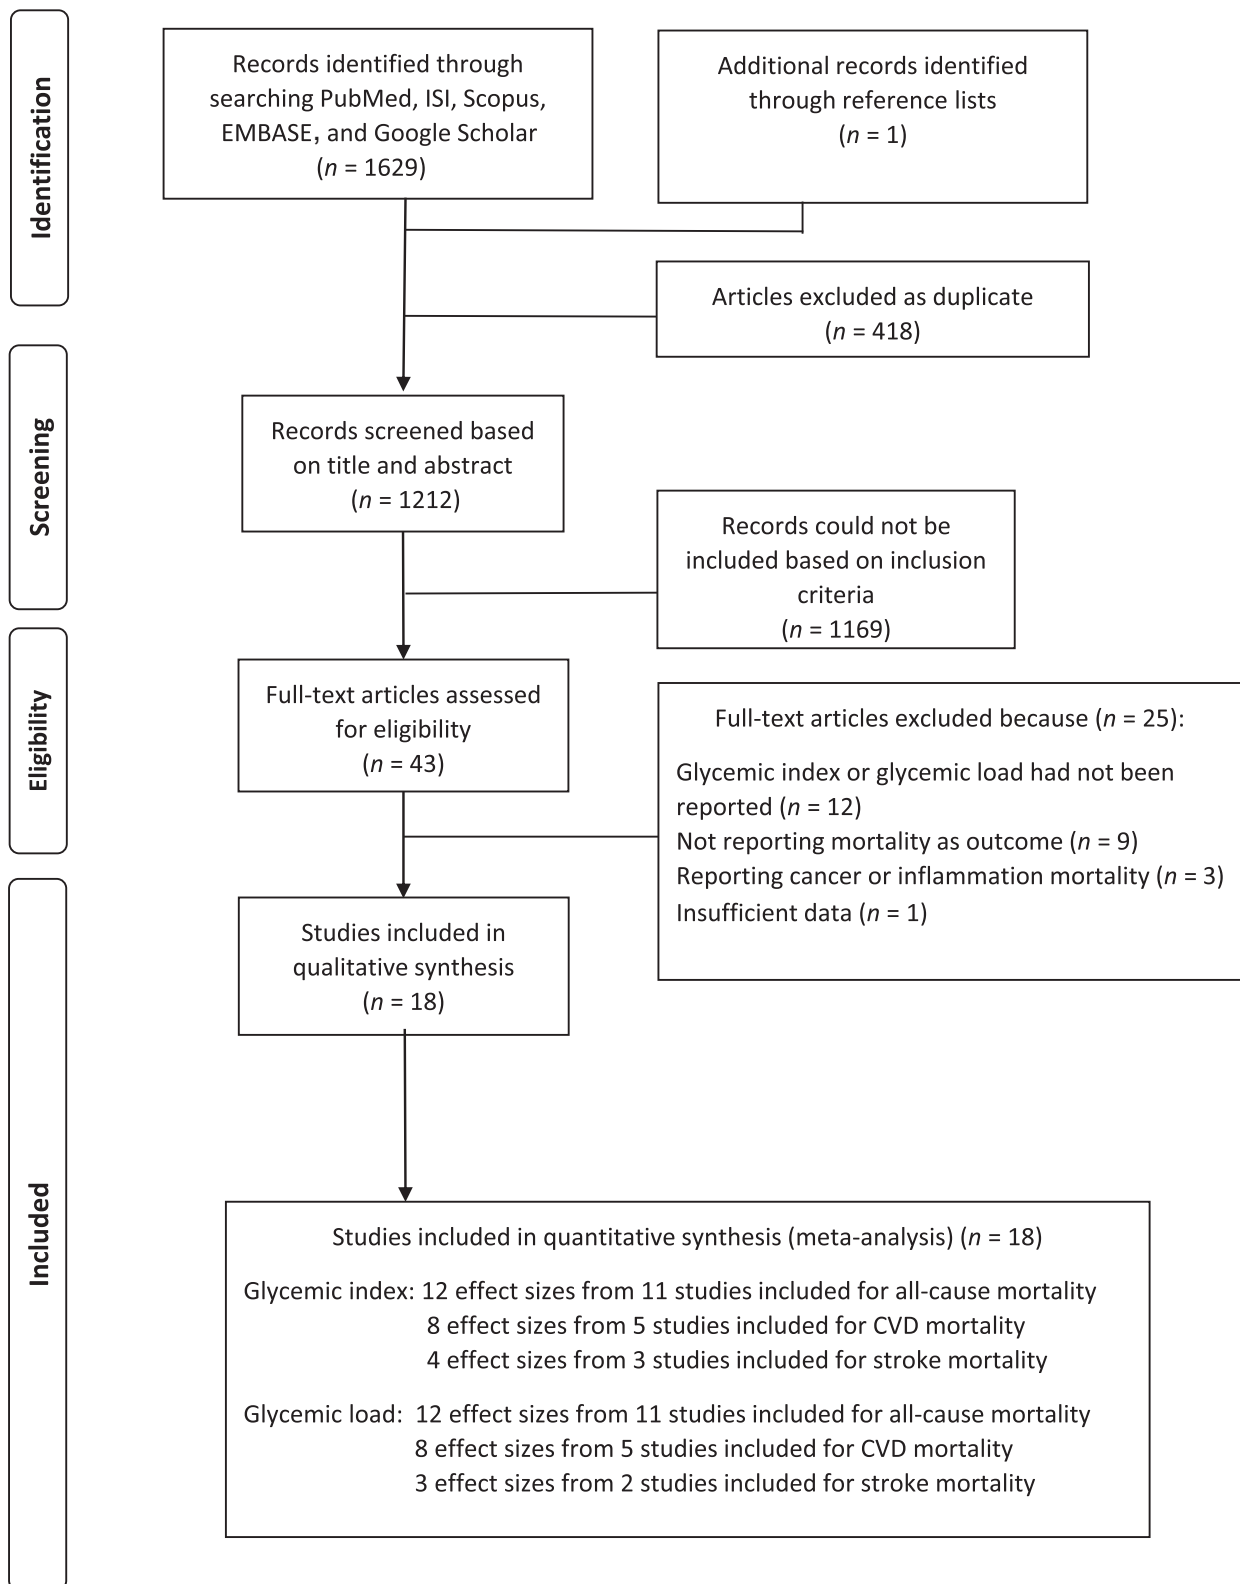 Identification
Records identified through
searching PubMed, ISI, Scopus,
EMBASE, and Google Scholar
(n = 1629)
Additional records identified
through reference lists
(n = 1)
Articles excluded as duplicate
(n = 418)
Screening
Records screened based
on title and abstract
(n = 1212)
Records could not be
included based on inclusion
criteria
(n = 1169)
Eligibility
Full-text articles assessed
for eligibility
(n = 43)
Full-text articles excluded because (n = 25):
Glycemic index or glycemic load had not been
reported (n = 12)
Not reporting mortality as outcome (n = 9)
Reporting cancer or inflammation mortality (n = 3)
Insufficient data (n = 1)
Included
Studies included in
qualitative synthesis
(n = 18)
Studies included in quantitative synthesis (meta-analysis) (n = 18)
Glycemic index: 12 effect sizes from 11 studies included for all-cause mortality
8 effect sizes from 5 studies included for CVD mortality
4 effect sizes from 3 studies included for stroke mortality
Glycemic load: 12 effect sizes from 11 studies included for all-cause mortality
8 effect sizes from 5 studies included for CVD mortality
3 effect sizes from 2 studies included for stroke mortality